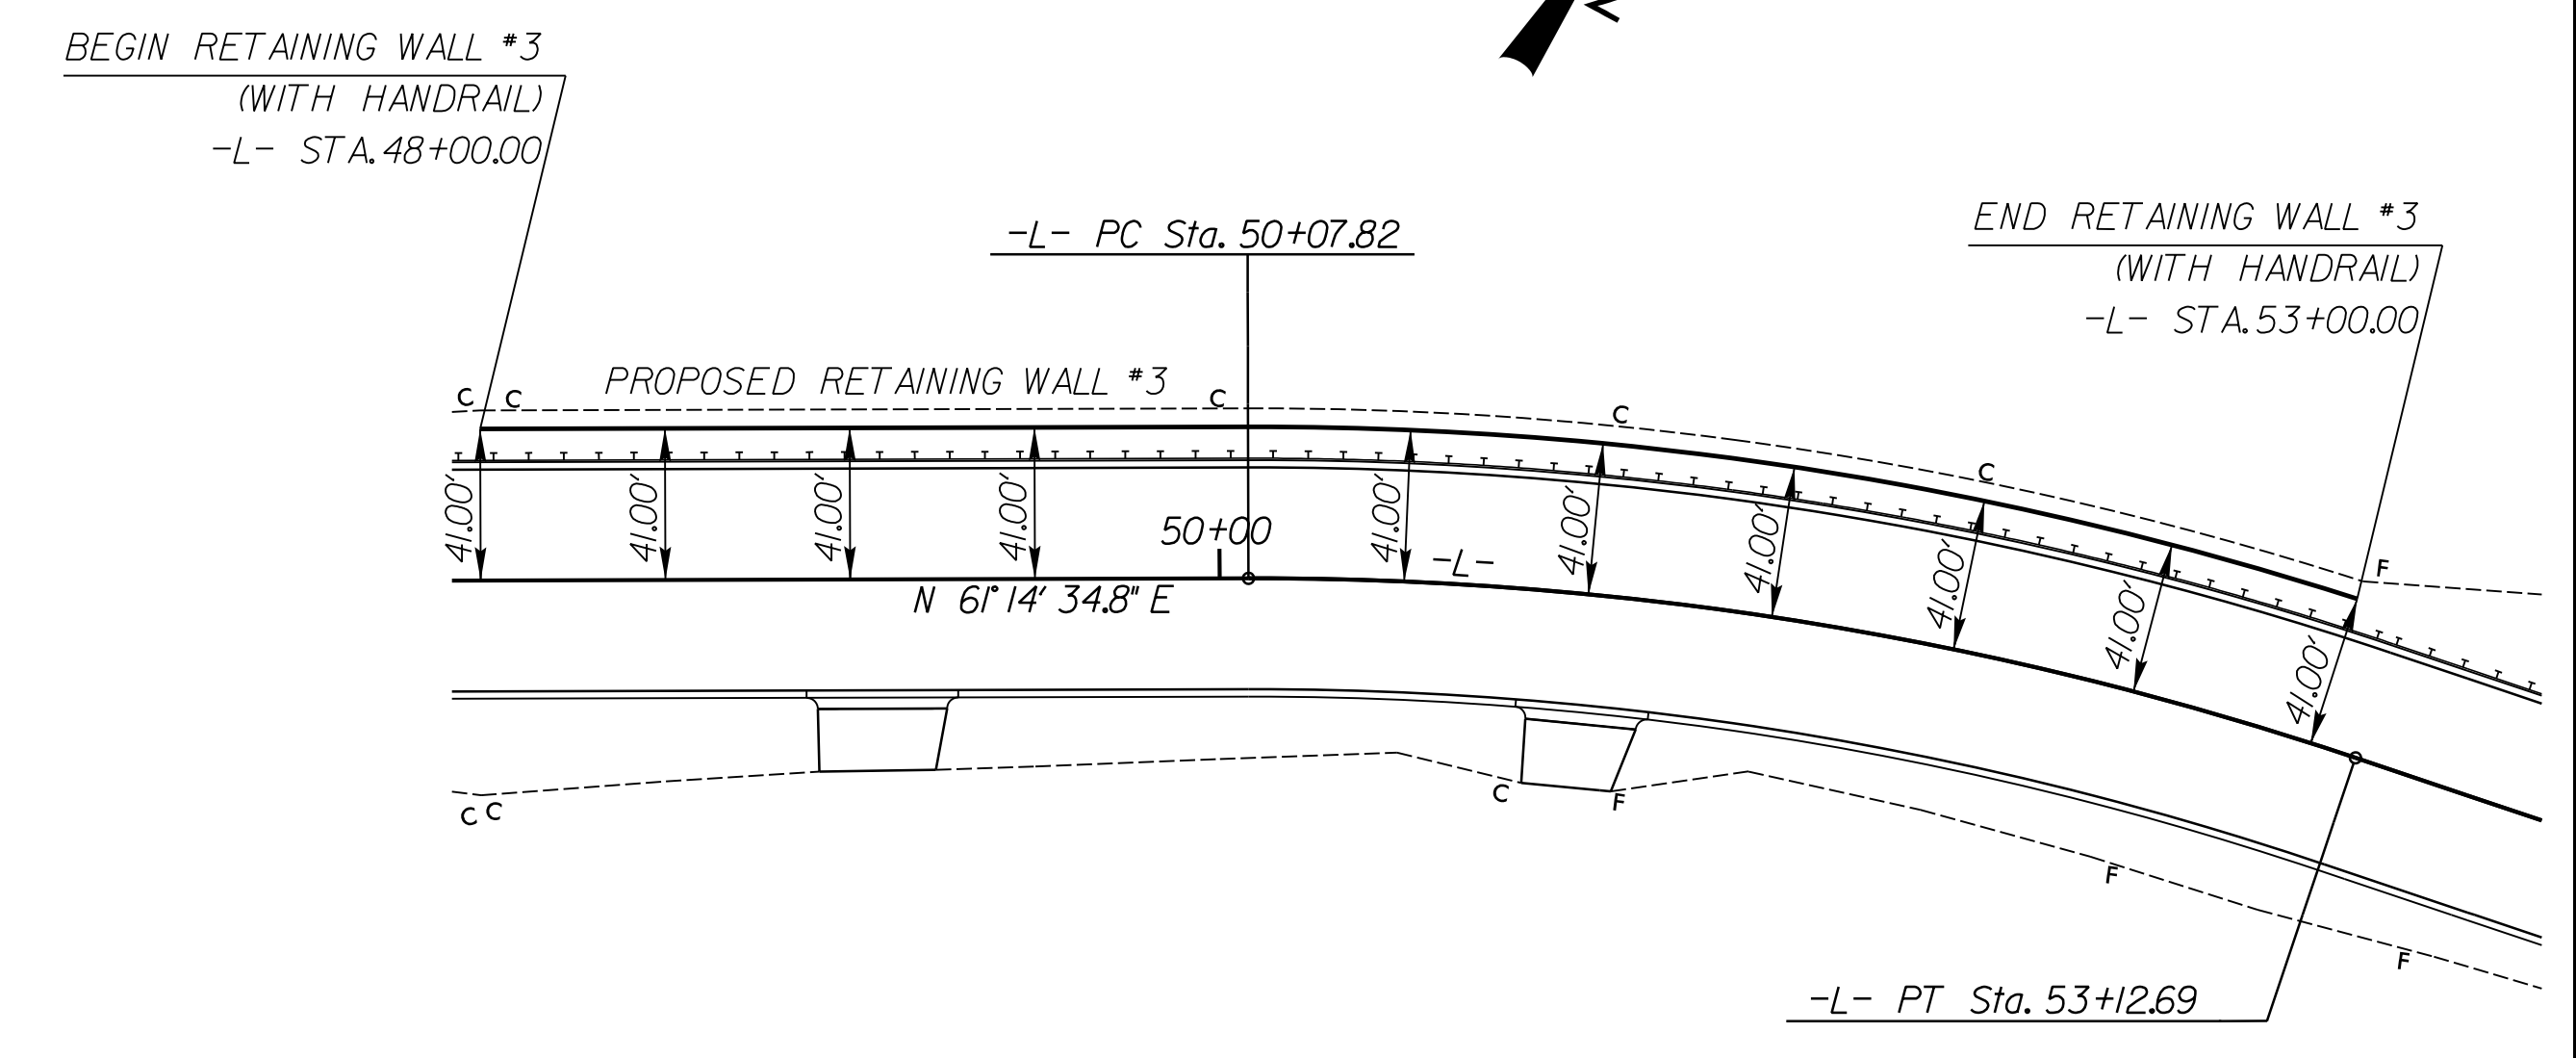 BEGIN RETAINING WALL #3
(WITH HANDRAIL)
-L- STA. 48+00.00
-L- PC Sta. 50+07.82
END RETAINING WALL #3
(WITH HANDRAIL)
-L- STA. 53+00.00
PROPOSED RETAINING WALL #3
C
C
C
C
C
F
41.00'
41.00'
41.00'
41.00'
50+00
41.00'
-L-
41.00'
41.00'
41.00'
41.00'
41.00'
N 61° 14' 34.8" E
C
C
C
F
F
F
-L- PT Sta. 53+12.69